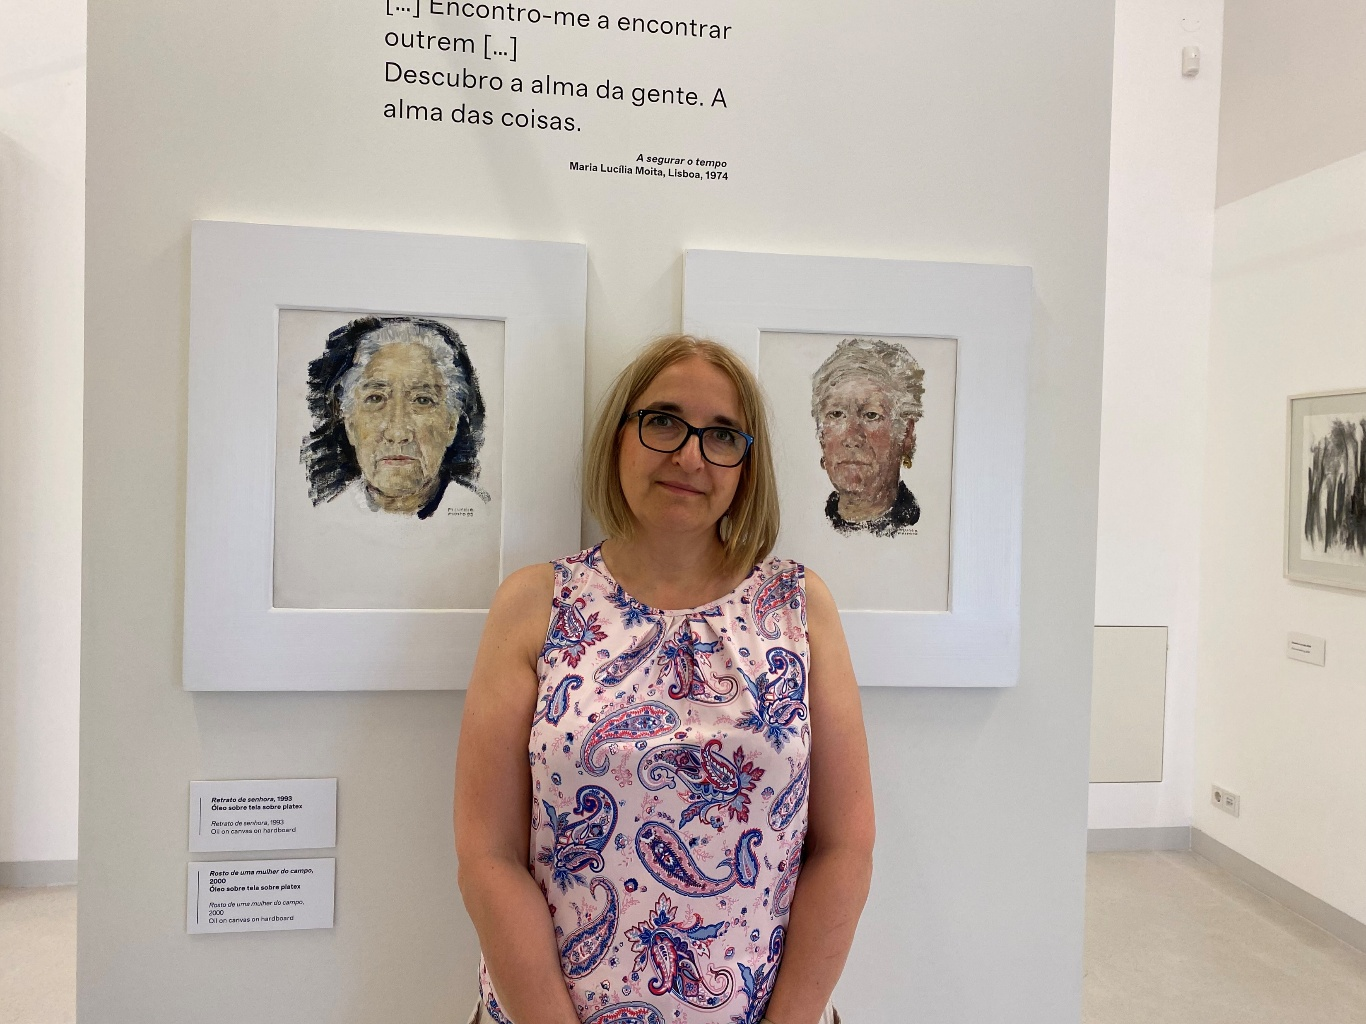 [...] Encontro-me a encontrar
outrem [...]
Descubro a alma da gente. A
alma das coisas.
A segurar o tempo
Maria Lucília Moita, Lisboa, 1974
Retrato de senhora, 1993
Óleo sobre tela sobre platex
Retrato de senhora, 1993
Oil on canvas on hardboard
Rosto de uma mulher do campo,
2000
Óleo sobre tela sobre platex
Rosto de uma mulher do campo,
2000
Oil on canvas on hardboard